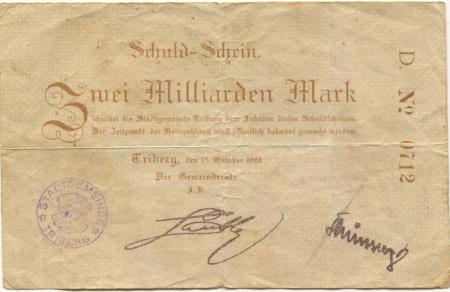 Schuld-Schein.
Zwei Milliarden Mark
schuldet die Stadtgemeinde Triberg dem Inhaber dieses Schuldscheines.
Der Zeitpunkt der Heimzahlung wird öffentlich bekannt gemacht werden.
Triberg, den 15. Oktober 1923
Der Gemeinderat:
I.V.
STADTGEMEINDE TRIBERG
D. No 0712